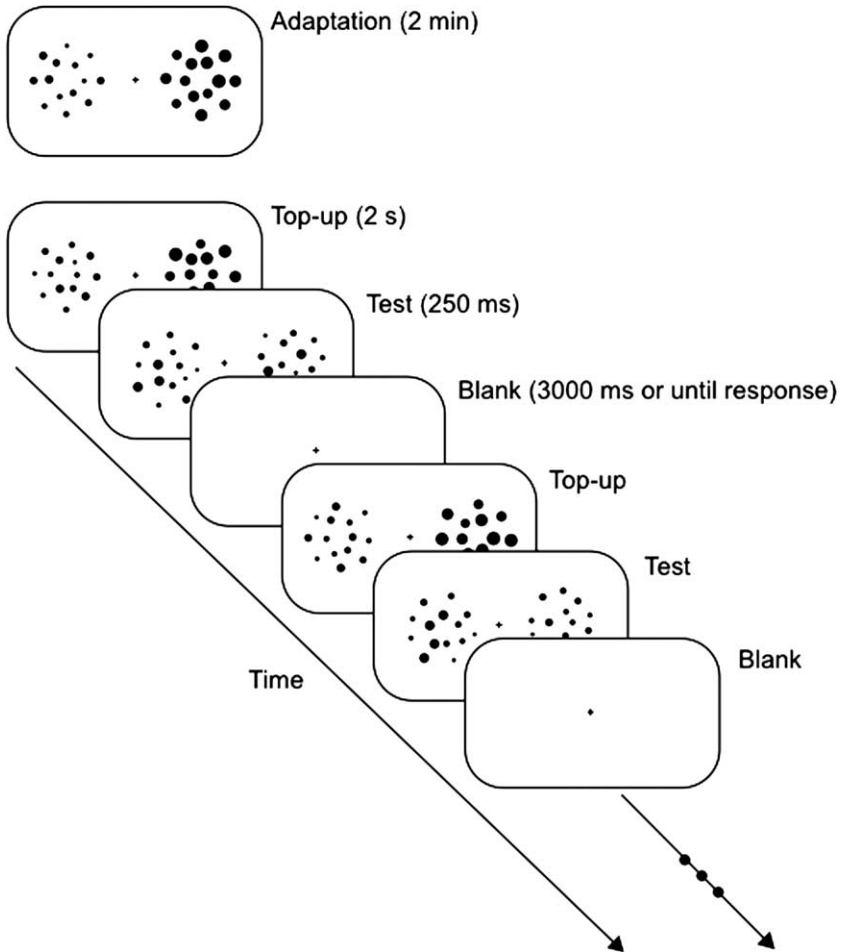 Adaptation (2 min)
Top-up (2 s)
Test (250 ms)
Blank (3000 ms or until response)
Top-up
Test
Blank
Time